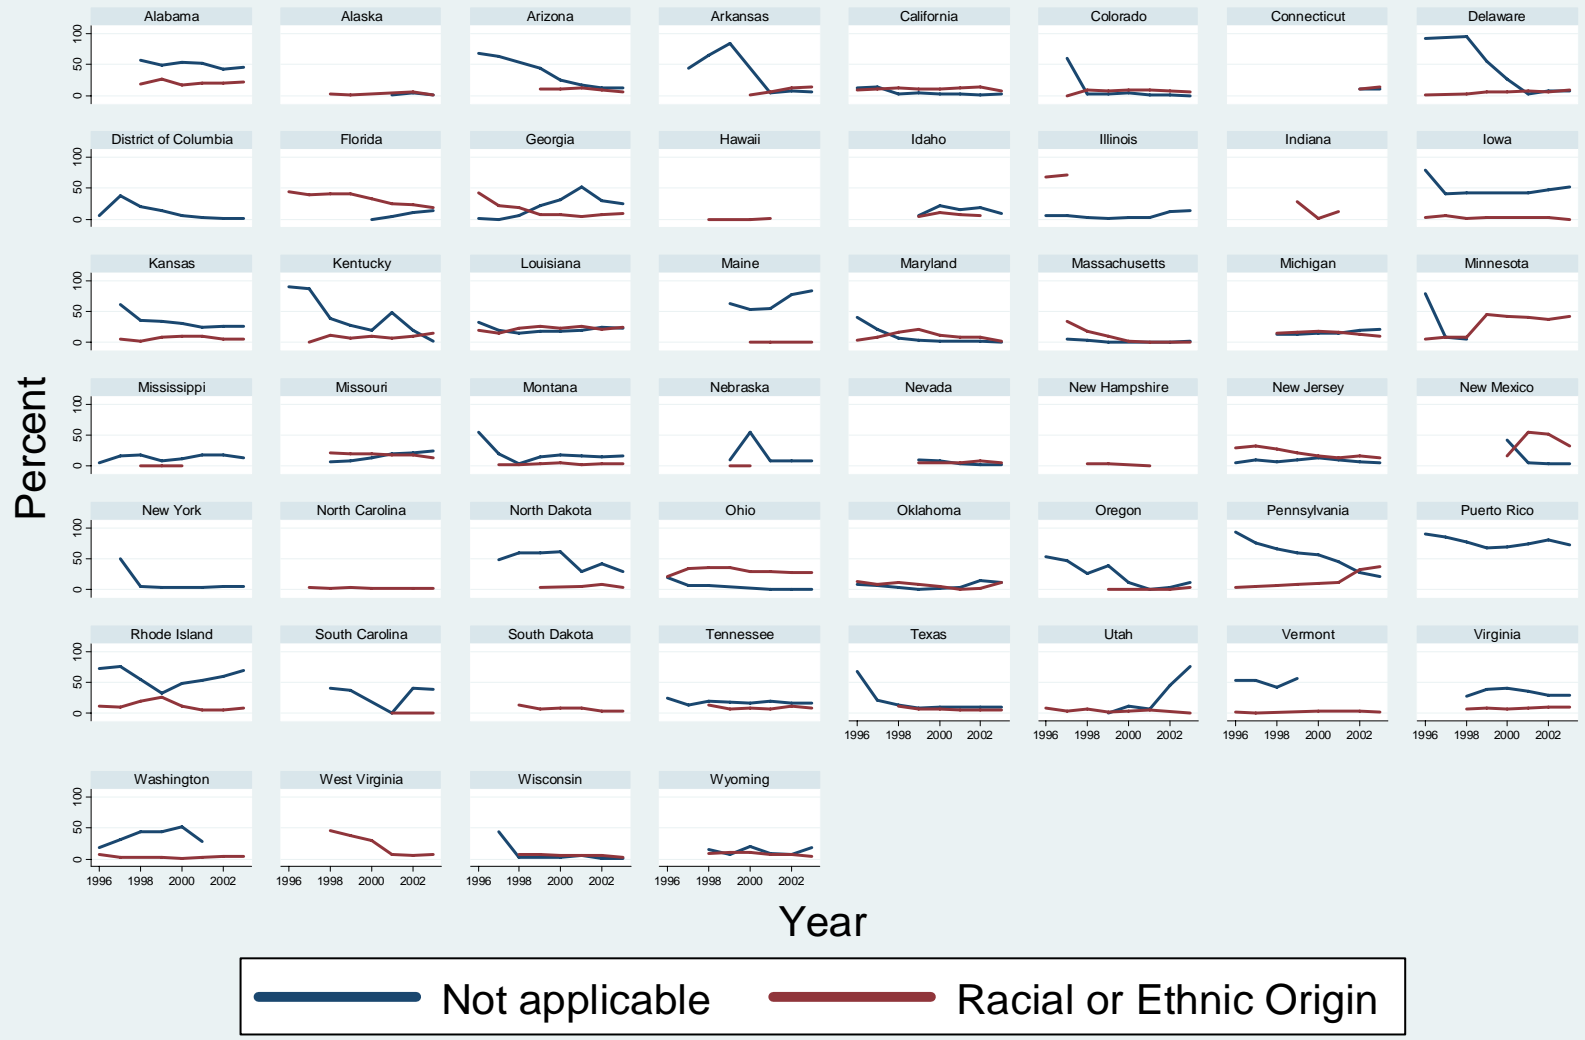 Alabama Alaska Arizona Arkansas California Colorado Connecticut Delaware
100
50
0
District of Columbia Florida Georgia Hawaii Idaho Illinois Indiana Iowa
100
50
0
Kansas Kentucky Louisiana Maine Maryland Massachusetts Michigan Minnesota
100
50
0
Mississippi Missouri Montana Nebraska Nevada New Hampshire New Jersey New Mexico
100
50
0
New York North Carolina North Dakota Ohio Oklahoma Oregon Pennsylvania Puerto Rico
100
50
0
Rhode Island South Carolina South Dakota Tennessee Texas Utah Vermont Virginia
100
50
0
1996 1998 2000 2002 1996 1998 2000 2002 1996 1998 2000 2002 1996 1998 2000 2002
Washington West Virginia Wisconsin Wyoming
100
50
0
1996 1998 2000 2002 1996 1998 2000 2002 1996 1998 2000 2002 1996 1998 2000 2002
Percent
Year
Not applicable Racial or Ethnic Origin